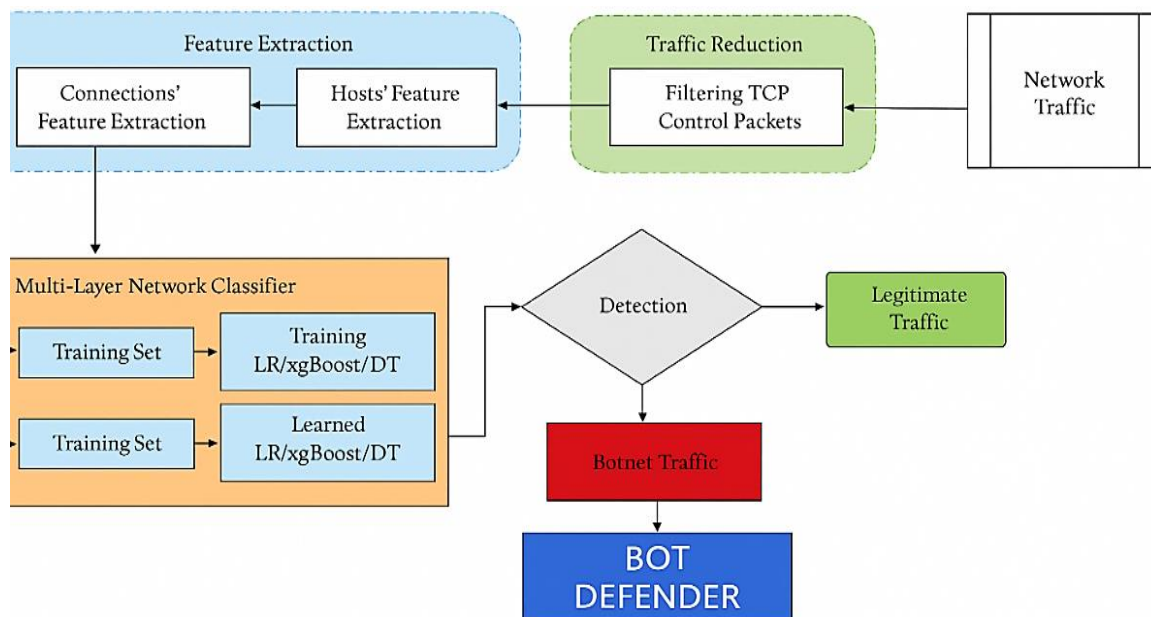 Feature Extraction
Traffic Reduction
Connections'
Feature Extraction
Hosts' Feature
Extraction
Filtering TCP
Control Packets
Network
Traffic
Multi-Layer Network Classifier
Training Set
Training
LR/xgBoost/DT
Training Set
Learned
LR/xgBoost/DT
Detection
Legitimate
Traffic
Botnet Traffic
BOT
DEFENDER